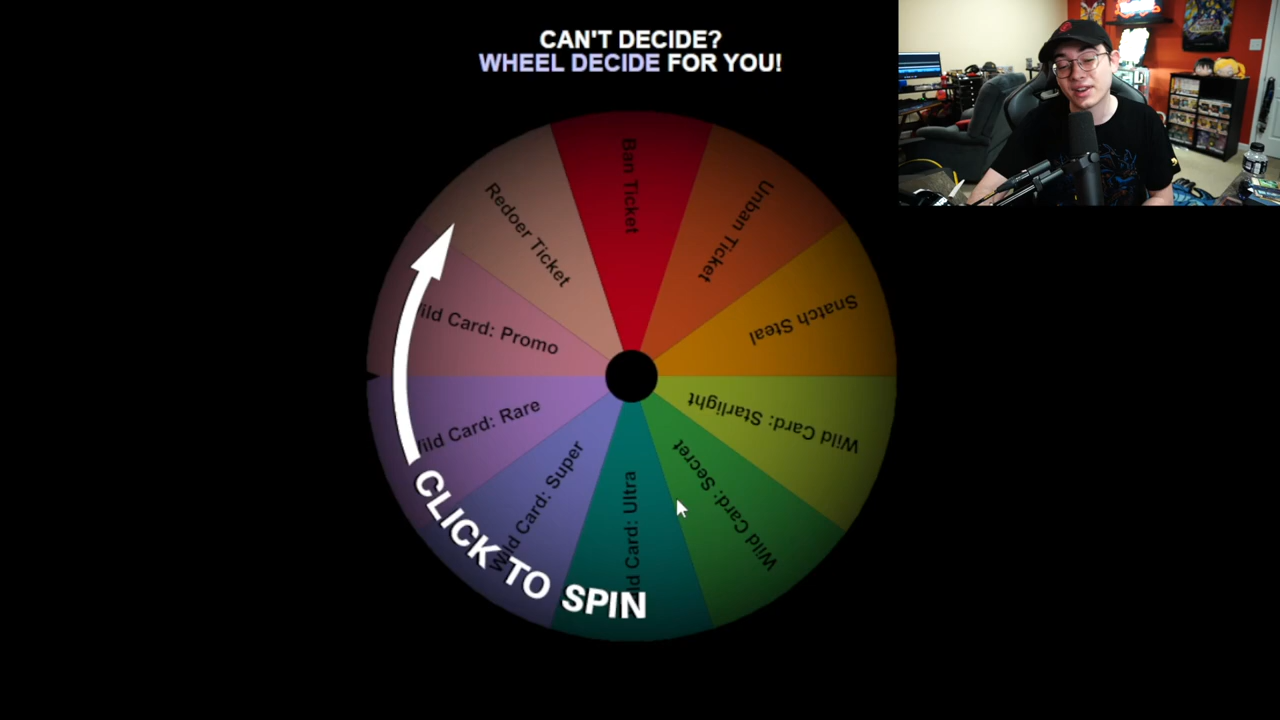 CAN'T DECIDE?
WHEEL DECIDE FOR YOU!
Ban Ticket
Unban Ticket
Snatch Steal
Wild Card: Starlight
Wild Card: Secret
Card: Ultra
Wild Card: Super
Card: Rare
Card: Promo
Redoer Ticket
CLICK TO SPIN